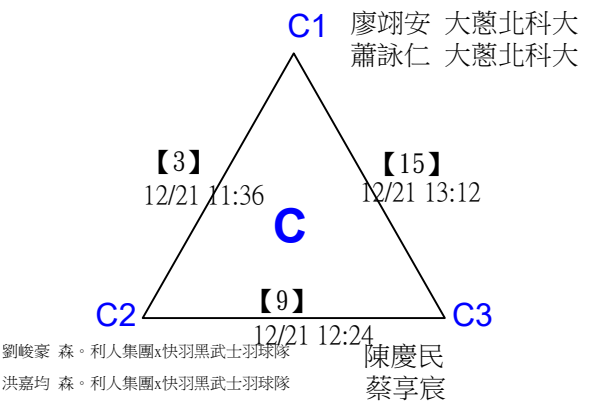 C1
廖翊安 大蔥北科大
蕭詠仁 大蔥北科大
【3】
12/21 11:36
【15】
12/21 13:12
C
【9】
12/21 12:24
C2
C3
劉峻豪 森。利人集團x快羽黑武士羽球隊
洪嘉均 森。利人集團x快羽黑武士羽球隊
陳慶民
蔡享宸